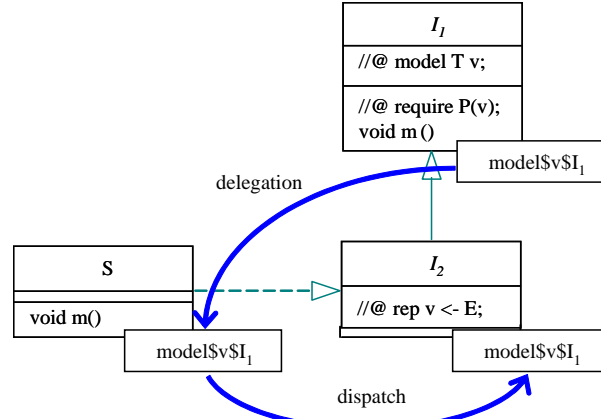 I₁
//@ model T v;
//@ require P(v);
void m()
model$v$I₁
delegation
S
void m()
model$v$I₁
I₂
//@ rep v <- E;
model$v$I₁
dispatch